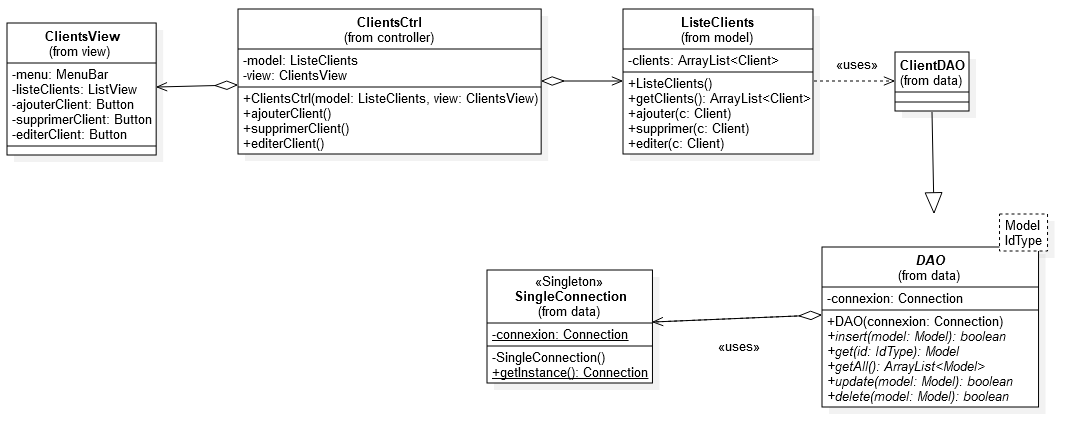 ClientsView
(from view)
-menu: MenuBar
-listeClients: ListView
-ajouterClient: Button
-supprimerClient: Button
-editerClient: Button
ClientsCtrl
(from controller)
-model: ListeClients
-view: ClientsView
+ClientsCtrl(model: ListeClients, view: ClientsView)
+ajouterClient()
+supprimerClient()
+editerClient()
ListeClients
(from model)
-clients: ArrayList<Client>
+ListeClients()
+getClients(): ArrayList<Client>
+ajouter(c: Client)
+supprimer(c: Client)
+editer(c: Client)
«uses»
ClientDAO
(from data)
Model
IdType
DAO
(from data)
-connexion: Connection
+DAO(connexion: Connection)
+insert(model: Model): boolean
+get(id: IdType): Model
+getAll(): ArrayList<Model>
+update(model: Model): boolean
+delete(model: Model): boolean
«uses»
«Singleton»
SingleConnection
(from data)
-connexion: Connection
-SingleConnection()
+getInstance(): Connection